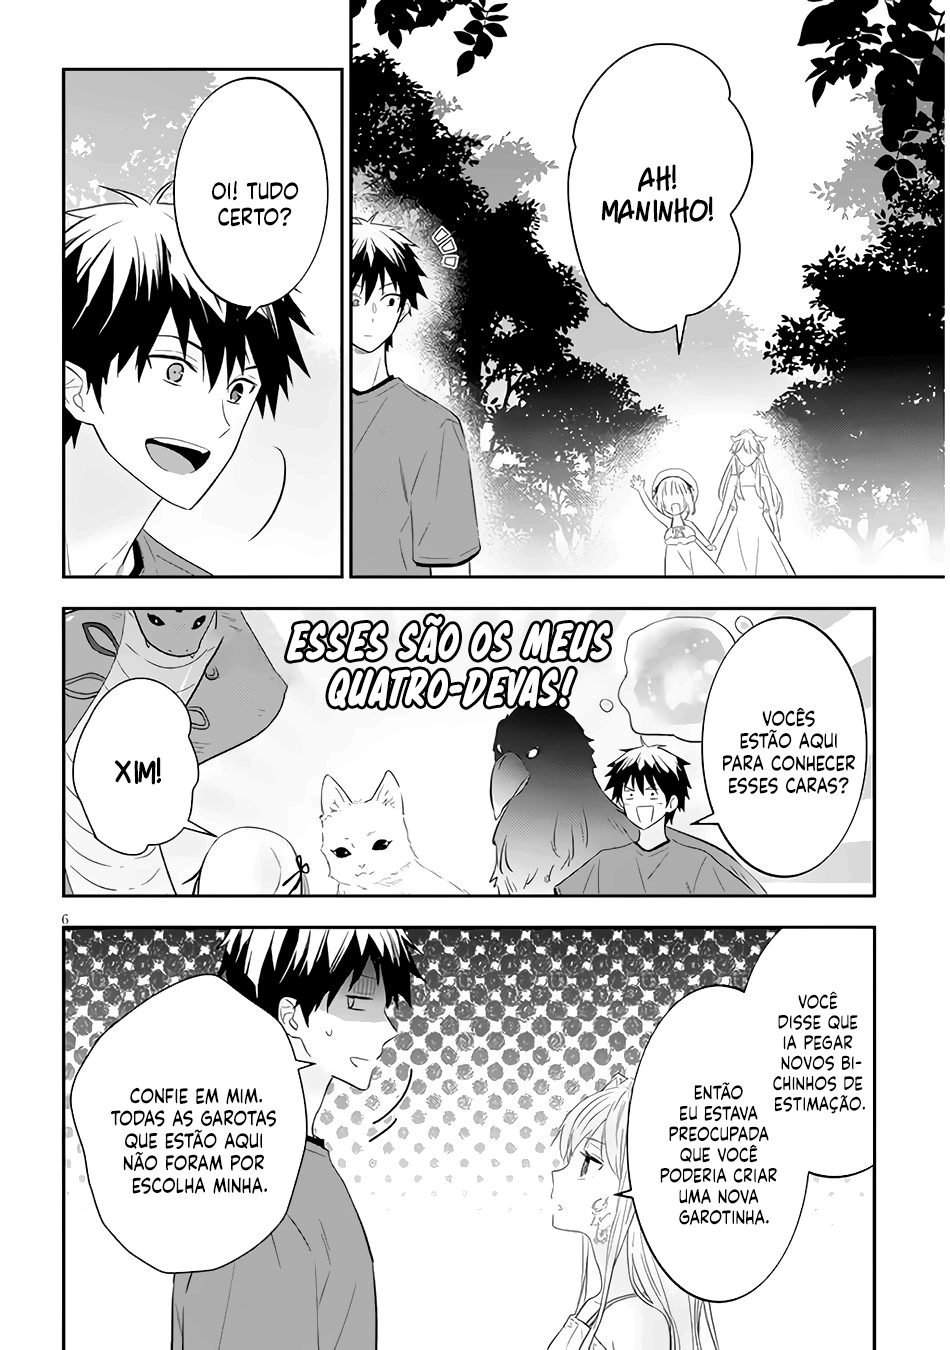 AH!
MANINHO!
OI! TUDO
CERTO?
VOCÊS
ESTÃO AQUI
PARA CONHECER
ESSES CARAS?
ESSES SÃO OS MEUS
QUATRO-DEVAS!
XIM!
6
VOCÊ
DISSE QUE
IA PEGAR
NOVOS BI-
CHINHOS DE
ESTIMAÇÃO.
ENTÃO
EU ESTAVA
PREOCUPADA
QUE VOCÊ
PODERIA CRIAR
UMA NOVA
GAROTINHA.
CONFIE EM MIM.
TODAS AS GAROTAS
QUE ESTÃO AQUI
NÃO FORAM POR
ESCOLHA MINHA.